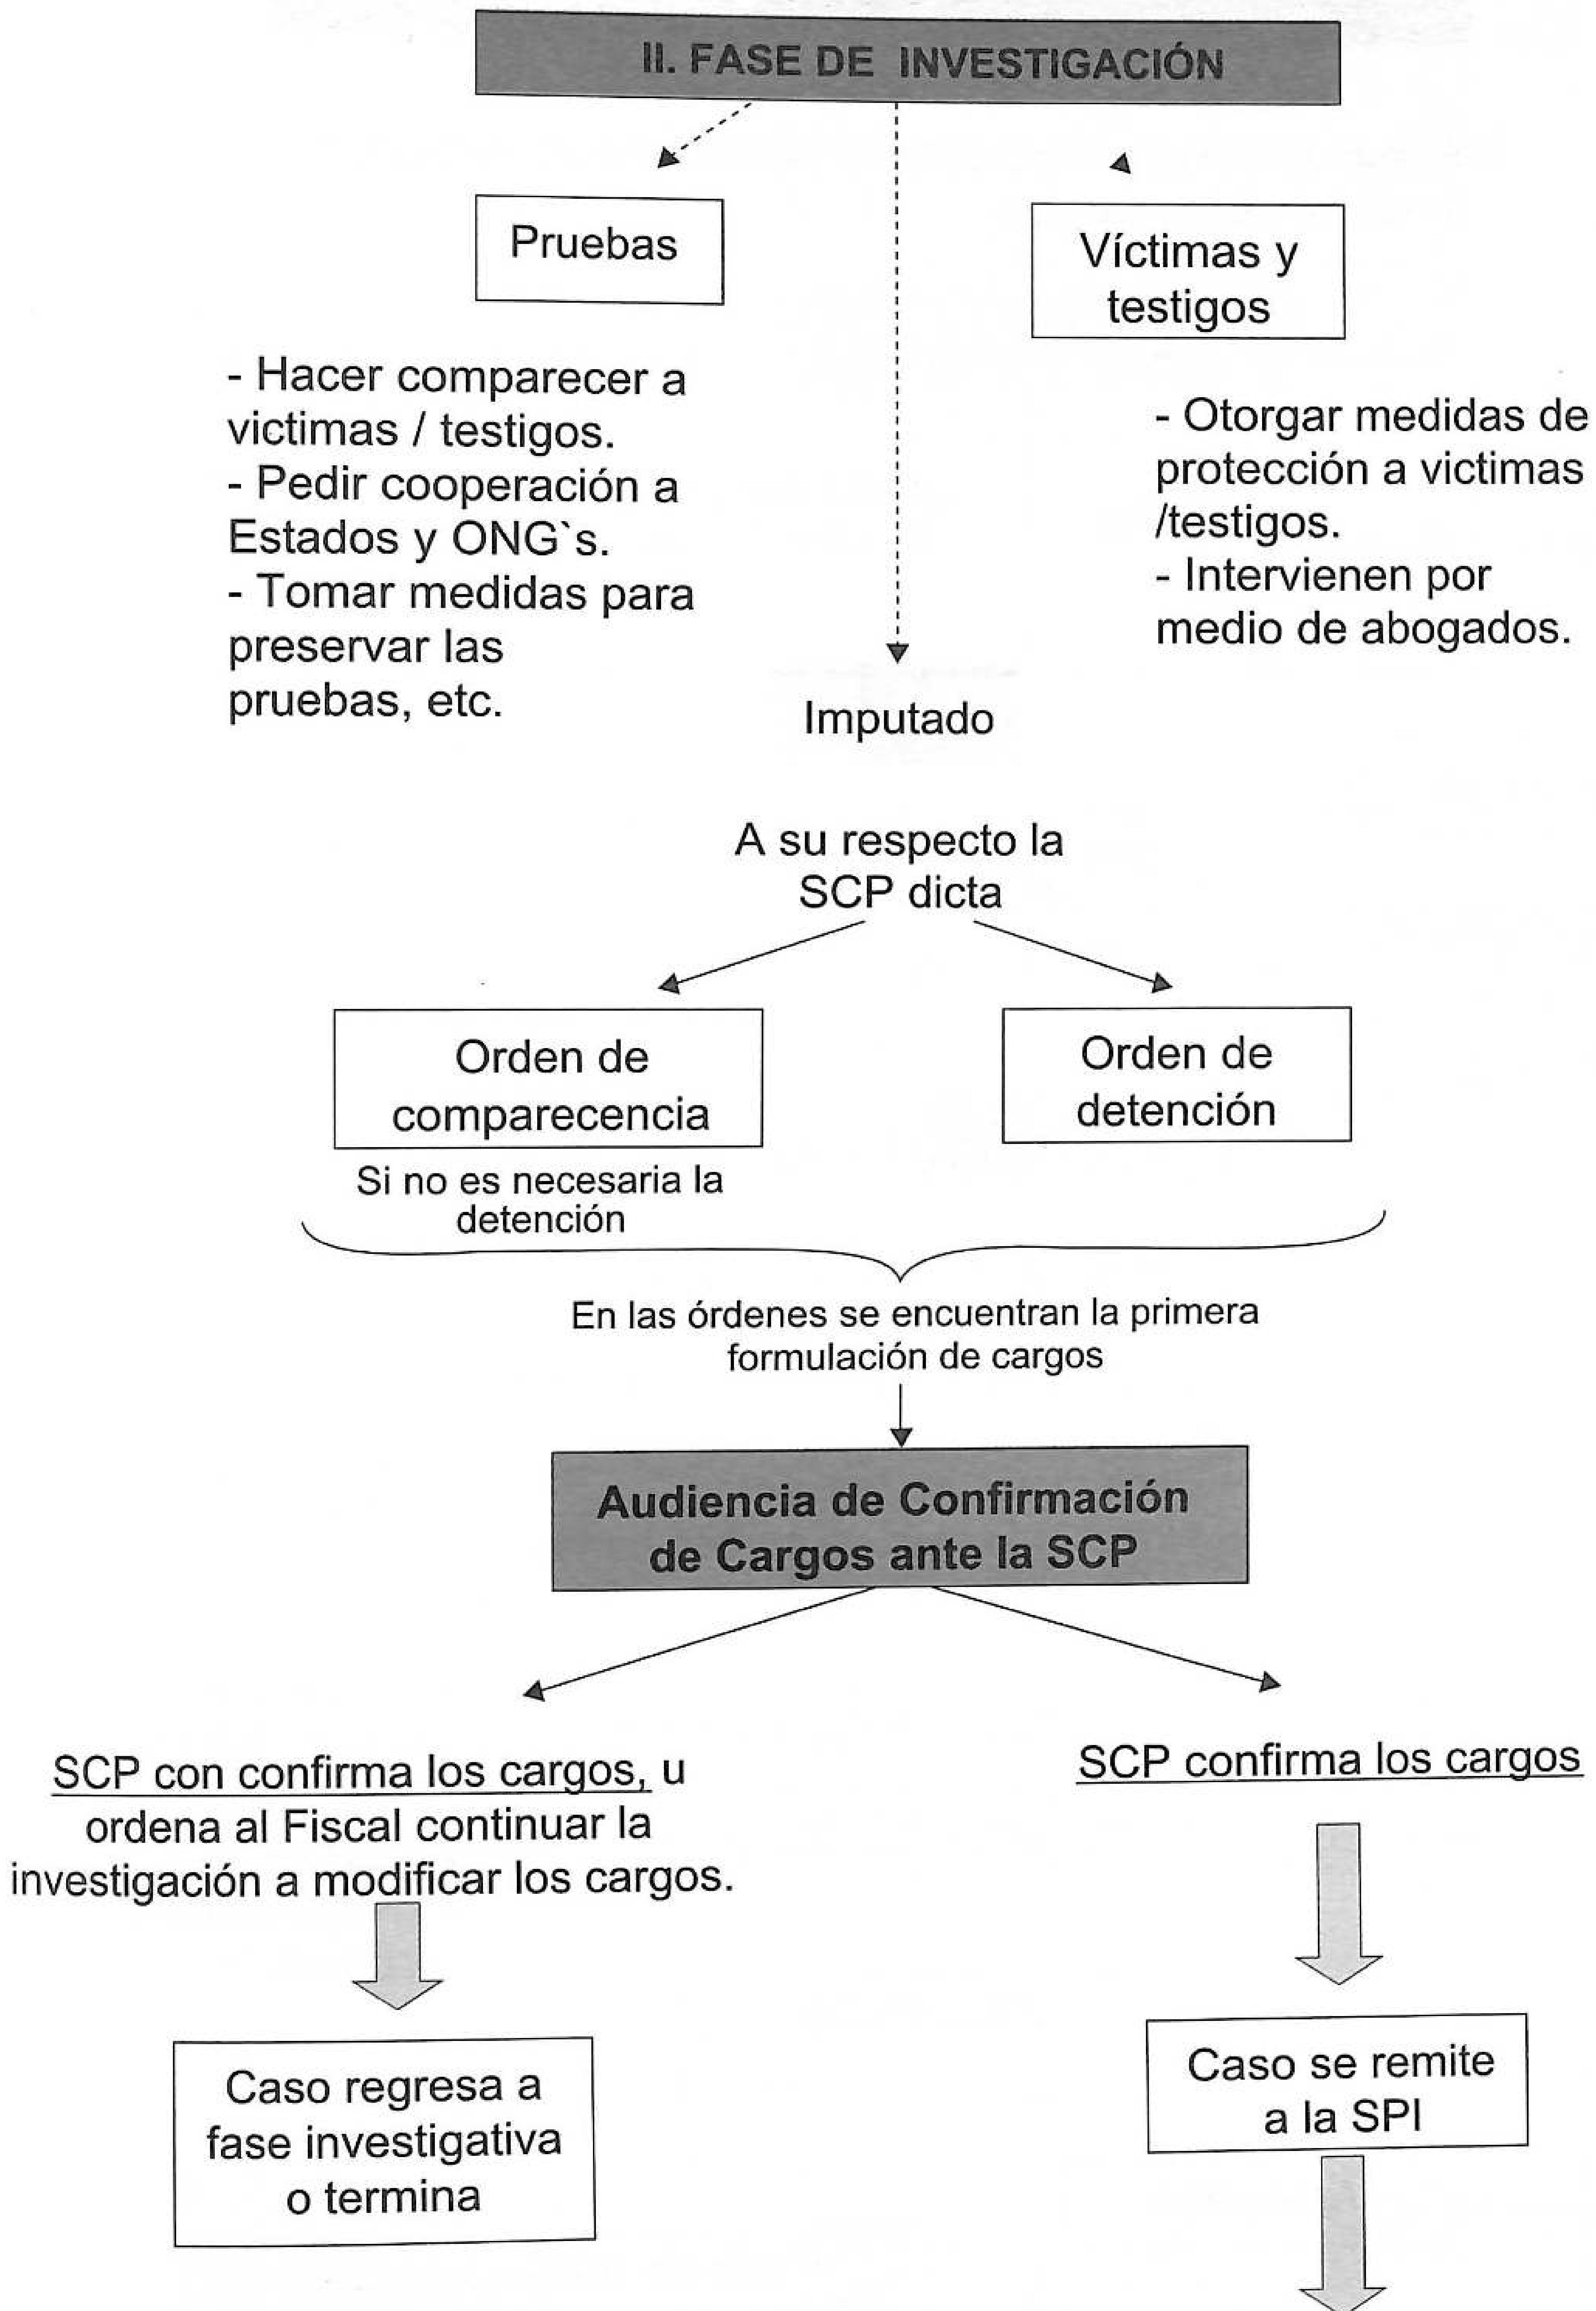 II. FASE DE INVESTIGACIÓN
Pruebas
Víctimas y
testigos
- Hacer comparecer a
victimas / testigos.
- Pedir cooperación a
Estados y ONG`s.
- Tomar medidas para
preservar las
pruebas, etc.
- Otorgar medidas de
protección a victimas
/testigos.
- Intervienen por
medio de abogados.
Imputado
A su respecto la
SCP dicta
Orden de
comparecencia
Si no es necesaria la
detención
Orden de
detención
En las órdenes se encuentran la primera
formulación de cargos
Audiencia de Confirmación
de Cargos ante la SCP
SCP con confirma los cargos, u
ordena al Fiscal continuar la
investigación a modificar los cargos.
SCP confirma los cargos
Caso regresa a
fase investigativa
o termina
Caso se remite
a la SPI